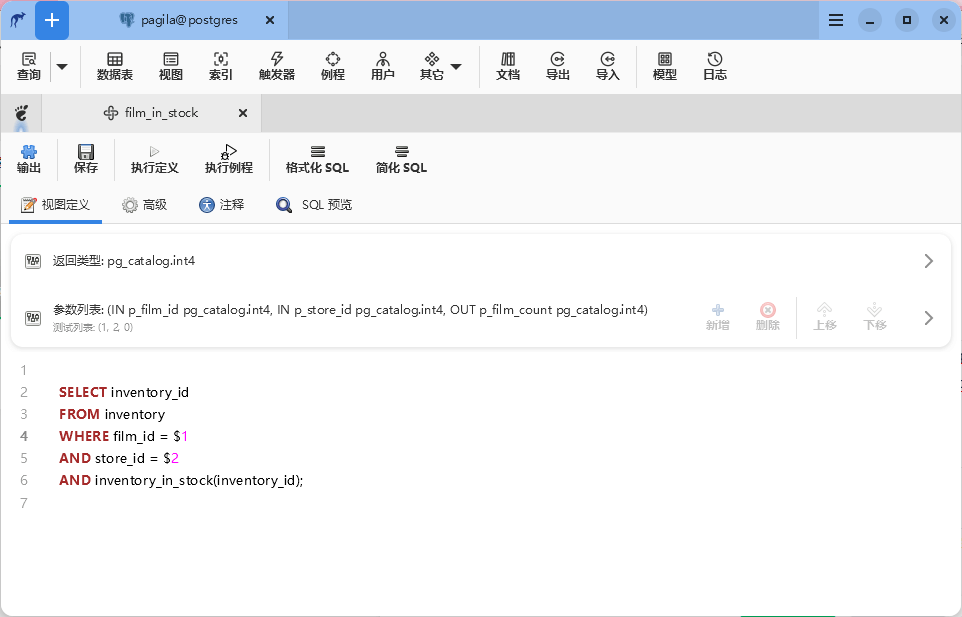 pagila@postgres
查询
数据表
视图
索引
触发器
例程
用户
其它
文档
导出
导入
模型
日志
film_in_stock
输出
保存
执行定义
执行例程
格式化 SQL
简化 SQL
视图定义
高级
注释
SQL 预览
返回类型: pg_catalog.int4
参数列表: (IN p_film_id pg_catalog.int4, IN p_store_id pg_catalog.int4, OUT p_film_count pg_catalog.int4)
测试列表: (1, 2, 0)
新增
删除
上移
下移
1
2 SELECT inventory_id
3 FROM inventory
4 WHERE film_id = $1
5 AND store_id = $2
6 AND inventory_in_stock(inventory_id);
7